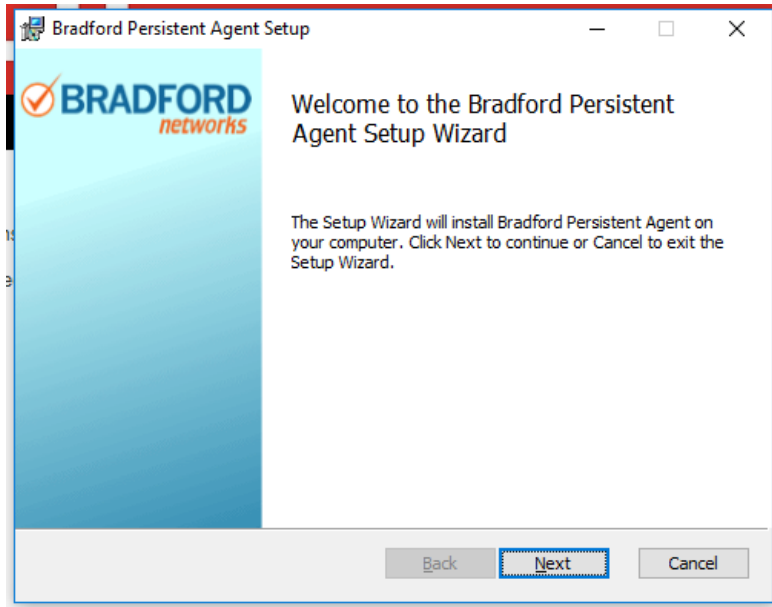 Bradford Persistent Agent Setup
BRADFORD
networks
Welcome to the Bradford Persistent
Agent Setup Wizard
The Setup Wizard will install Bradford Persistent Agent on
your computer. Click Next to continue or Cancel to exit the
Setup Wizard.
Back Next Cancel